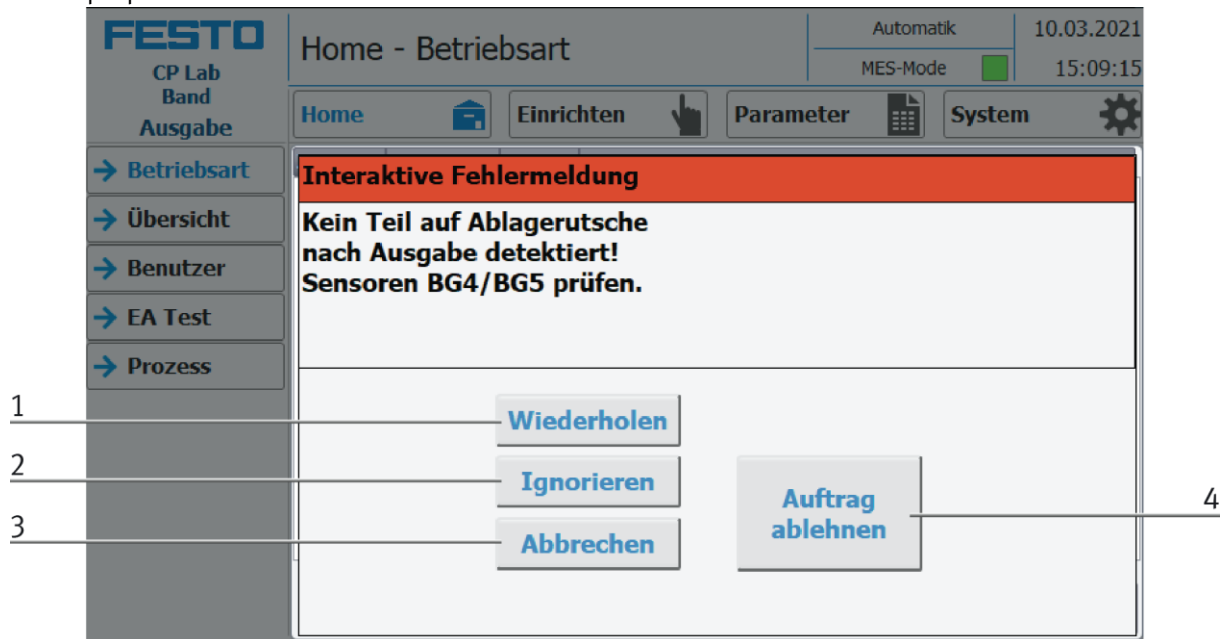 FESTO
CP Lab
Band
Ausgabe
Home - Betriebsart
Automatik
MES-Mode
10.03.2021
15:09:15
Home
Einrichten
Parameter
System
Betriebsart
Übersicht
Benutzer
EA Test
Prozess
Interaktive Fehlermeldung
Kein Teil auf Ablagerutsche
nach Ausgabe detektiert!
Sensoren BG4/BG5 prüfen.
1
Wiederholen
2
Ignorieren
3
Abbrechen
Auftrag
ablehnen
4